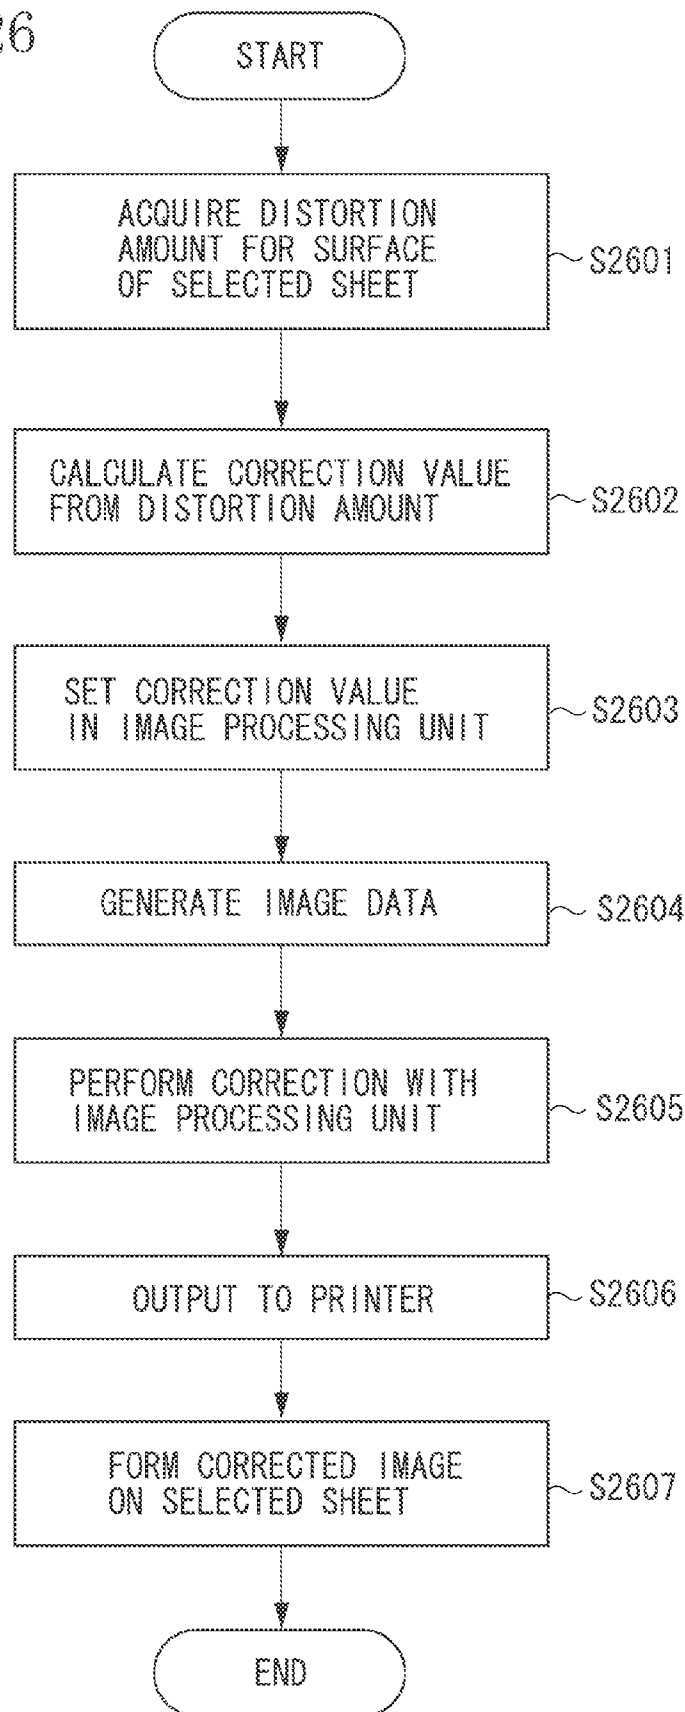 26
START
ACQUIRE DISTORTION
AMOUNT FOR SURFACE
OF SELECTED SHEET
S2601
CALCULATE CORRECTION VALUE
FROM DISTORTION AMOUNT
S2602
SET CORRECTION VALUE
IN IMAGE PROCESSING UNIT
S2603
GENERATE IMAGE DATA
S2604
PERFORM CORRECTION WITH
IMAGE PROCESSING UNIT
S2605
OUTPUT TO PRINTER
S2606
FORM CORRECTED IMAGE
ON SELECTED SHEET
S2607
END